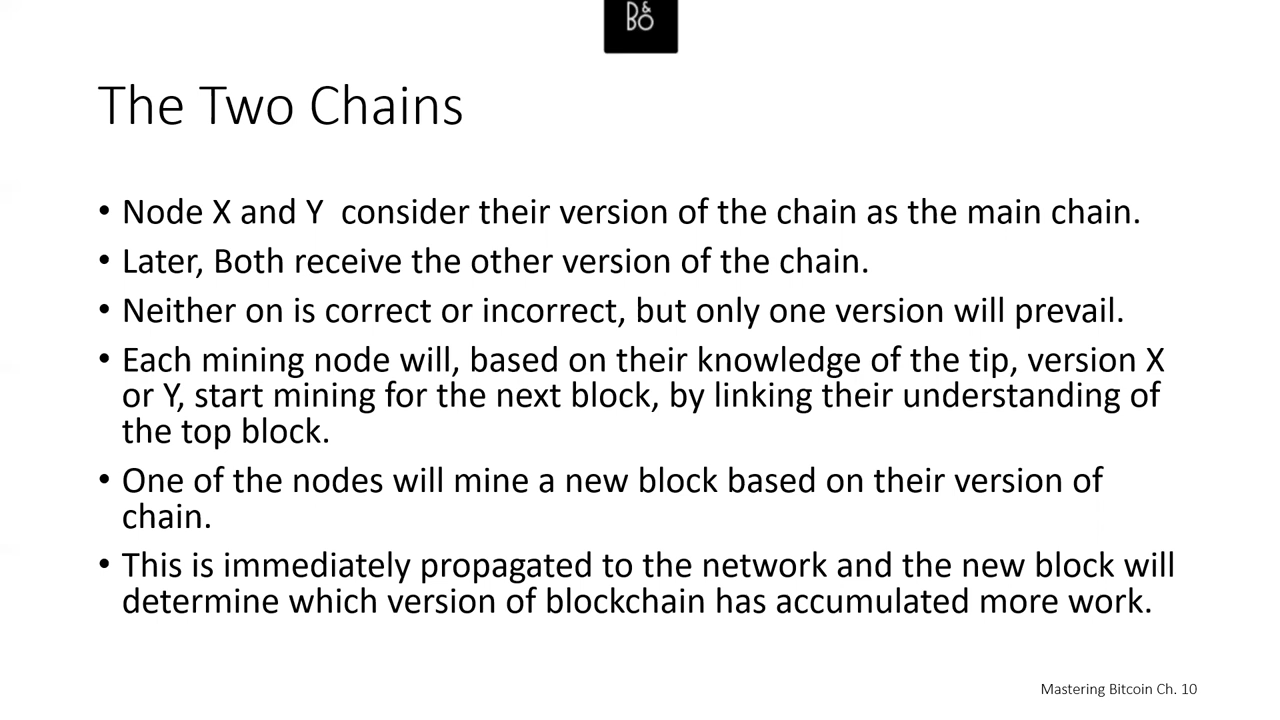 B&O
The Two Chains
• Node X and Y  consider their version of the chain as the main chain.
• Later, Both receive the other version of the chain.
• Neither on is correct or incorrect, but only one version will prevail.
• Each mining node will, based on their knowledge of the tip, version X
or Y, start mining for the next block, by linking their understanding of
the top block.
• One of the nodes will mine a new block based on their version of
chain.
• This is immediately propagated to the network and the new block will
determine which version of blockchain has accumulated more work.
Mastering Bitcoin Ch. 10